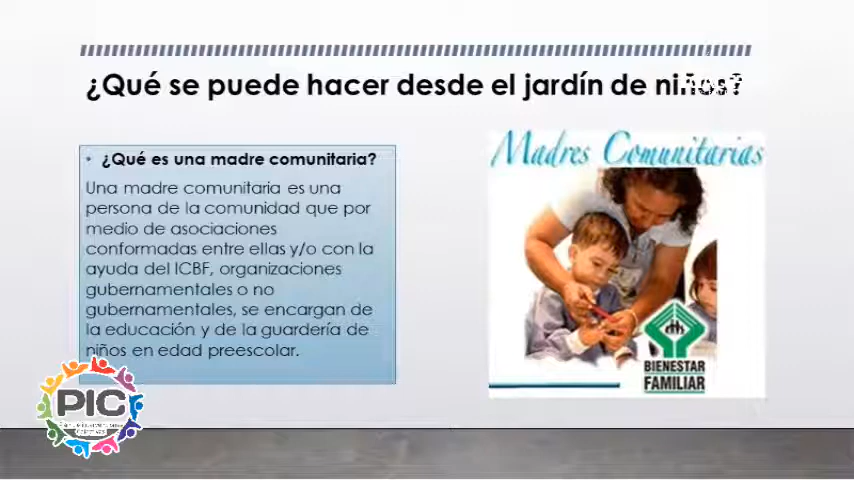 ¿Qué se puede hacer desde el jardín de niños?
¿Qué es una madre comunitaria?
Una madre comunitaria es una
persona de la comunidad que por
medio de asociaciones
conformadas entre ellas y/o con la
ayuda del ICBF, organizaciones
gubernamentales o no
gubernamentales, se encargan de
la educación y de la guardería de
niños en edad preescolar.
Madres Comunitarias
BIENESTAR
FAMILIAR
PIC